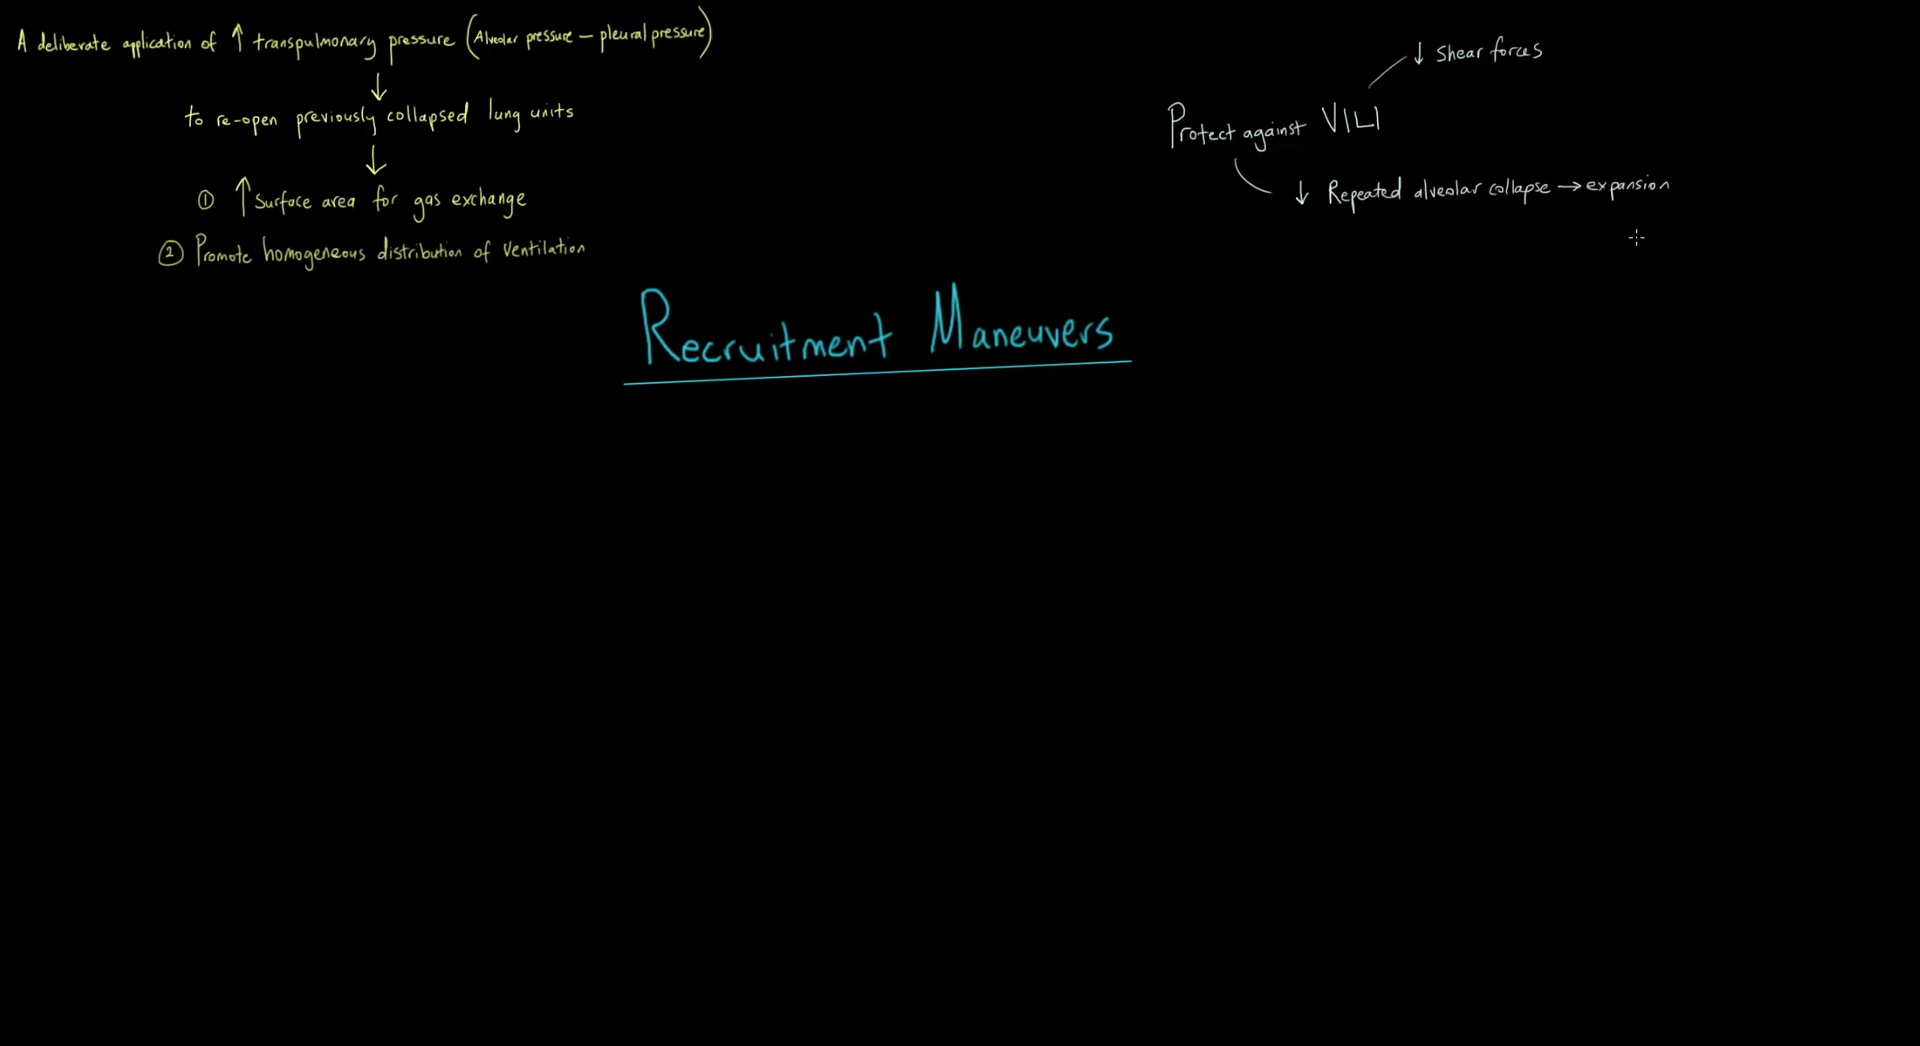 A deliberate application of ↑ transpulmonary pressure (Alveolar pressure – pleural pressure)
↓
to re-open previously collapsed lung units
↓
① ↑ Surface area for gas exchange
② Promote homogeneous distribution of ventilation
↓ Shear forces
Protect against VILI
↓ Repeated alveolar collapse → expansion
Recruitment Maneuvers